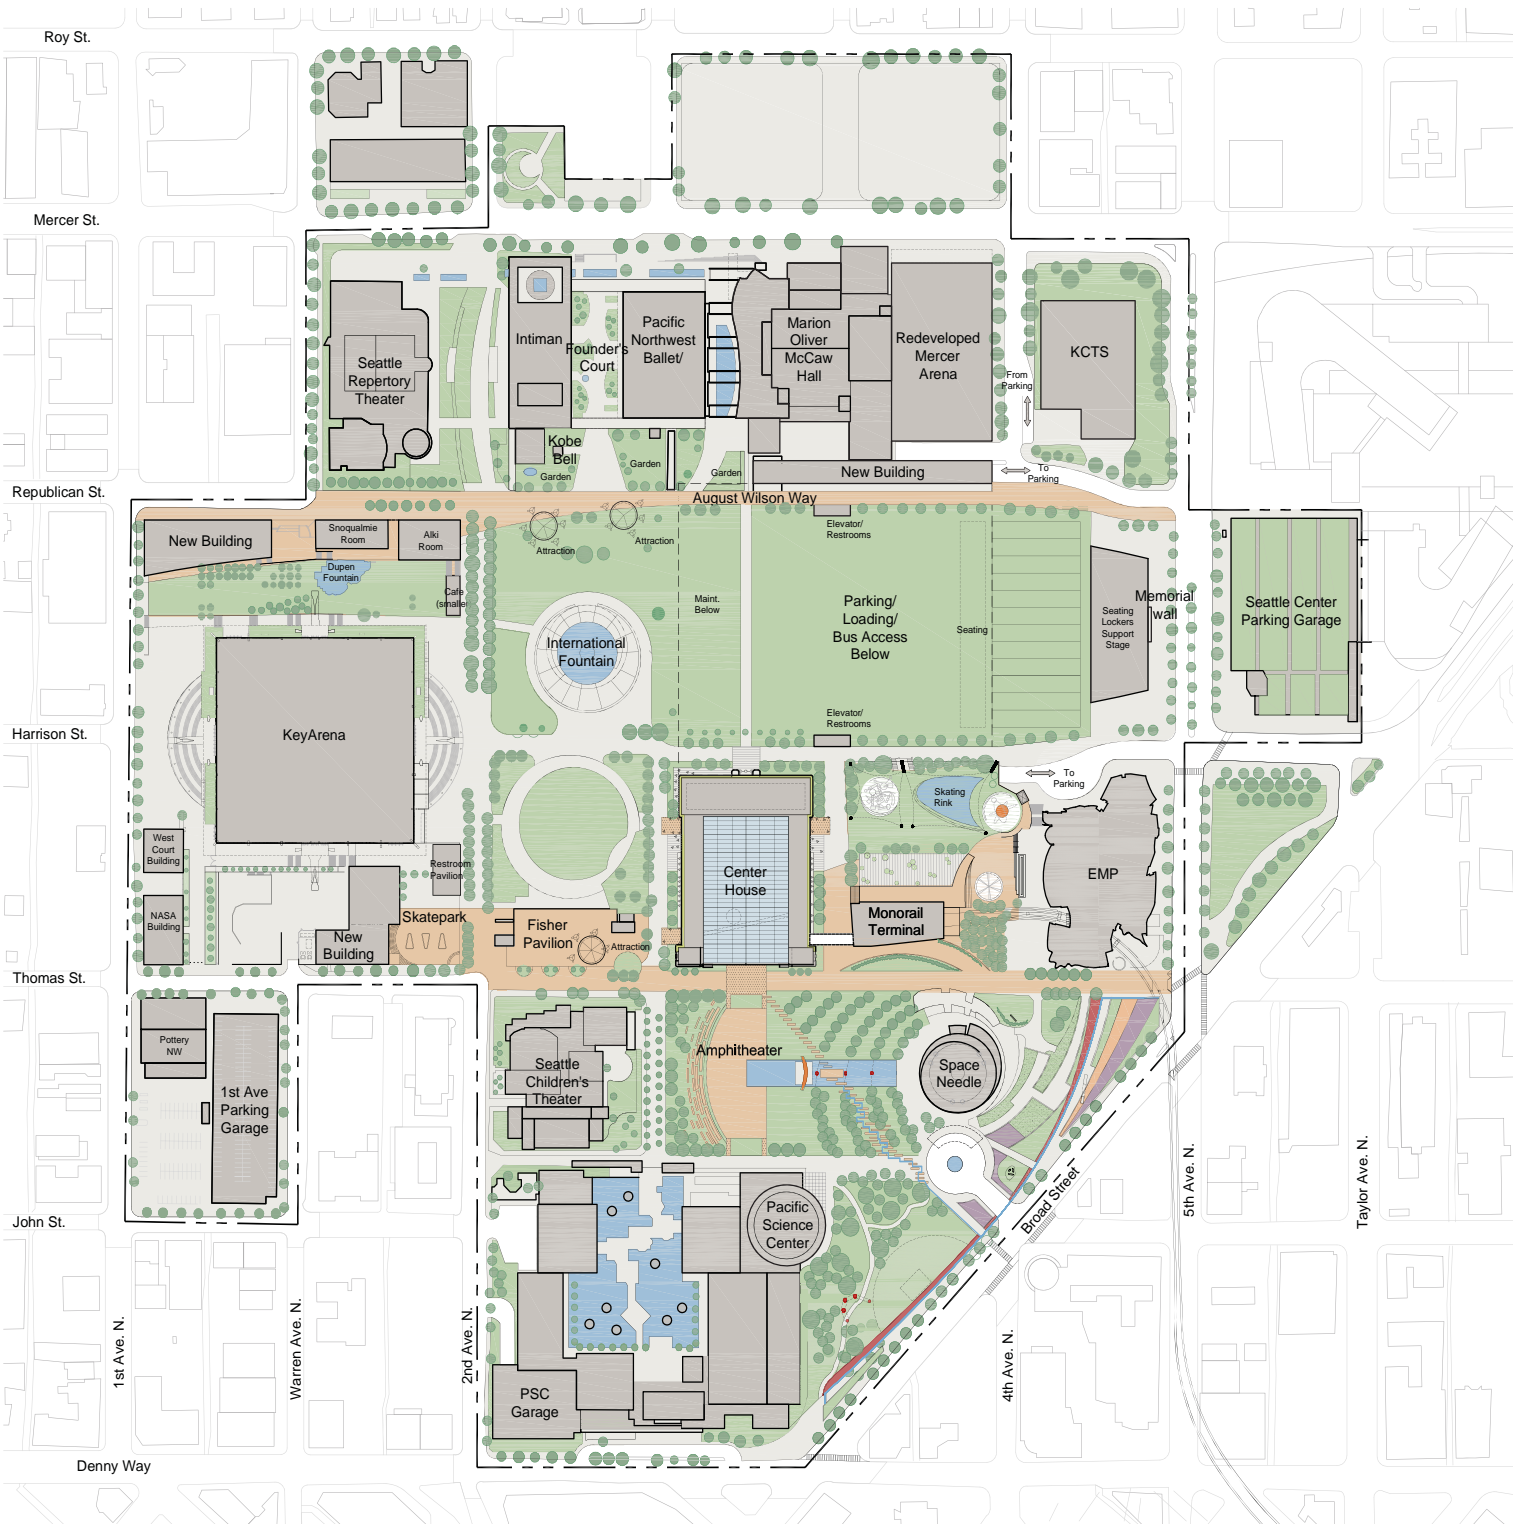 Roy St.
Mercer St.
Seattle
Repertory
Theater
Intiman
Founder's
Court
Pacific
Northwest
Ballet/
Marion
Oliver
McCaw
Hall
Redeveloped
Mercer
Arena
KCTS
From
Parking
Kobe
Bell
Garden
Garden
Garden
New Building
To
Parking
Republican St.
August Wilson Way
New Building
Snoqualmie
Room
Alki
Room
Attraction
Attraction
Elevator/
Restrooms
Dupen
Fountain
Cafe
(smaller
Maint.
Below
Parking/
Loading/
Bus Access
Below
Seating
Seating
Lockers
Support
Stage
Memorial
wall
Seattle Center
Parking Garage
International
Fountain
KeyArena
Elevator/
Restrooms
Harrison St.
To
Parking
Skating
Rink
West
Court
Building
Restroom
Pavilion
Center
House
EMP
NASA
Building
New
Building
Skatepark
Fisher
Pavilion
Attraction
Monorail
Terminal
Thomas St.
Pottery
NW
1st Ave
Parking
Garage
Seattle
Children's
Theater
Amphitheater
Space
Needle
Pacific
Science
Center
Broad Street
5th Ave. N.
Taylor Ave. N.
John St.
1st Ave. N.
Warren Ave. N.
2nd Ave. N.
4th Ave. N.
PSC
Garage
Denny Way